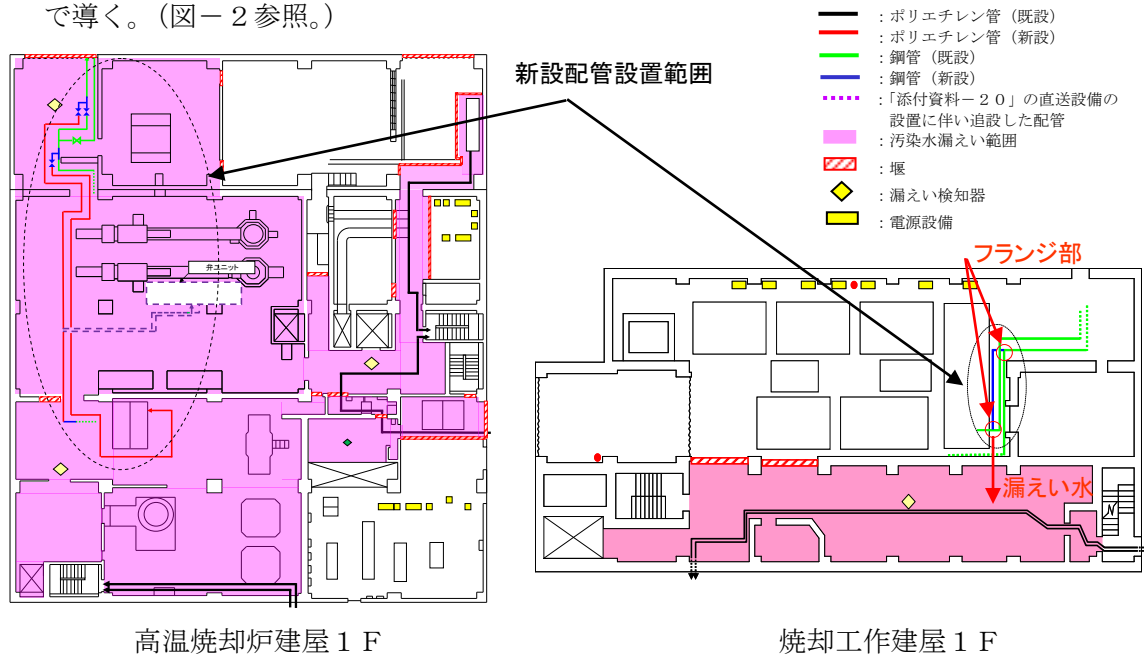 で導く。（図－２参照。）
：ポリエチレン管（既設）
：ポリエチレン管（新設）
：鋼管（既設）
：鋼管（新設）
：「添付資料－２０」の直送設備の
設置に伴い追設した配管
：汚染水漏えい範囲
：堰
：漏えい検知器
：電源設備
新設配管設置範囲
弁ユニット
フランジ部
漏えい水
高温焼却炉建屋１Ｆ
焼却工作建屋１Ｆ